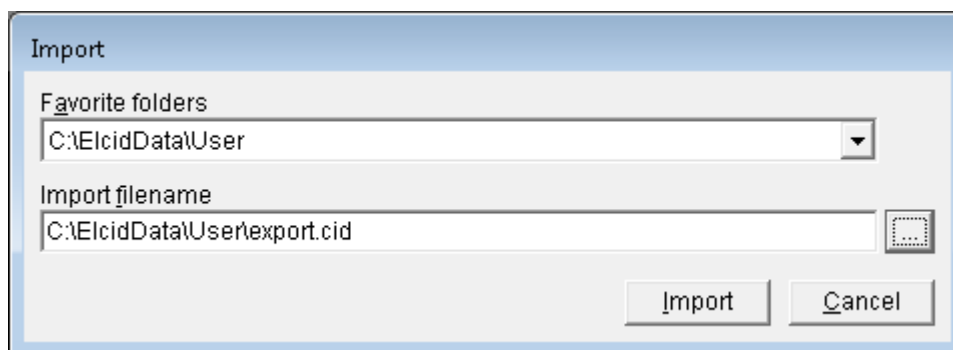 Import
Favorite folders
C:\ElcidData\User
Import filename
C:\ElcidData\User\export.cid
...
Import Cancel